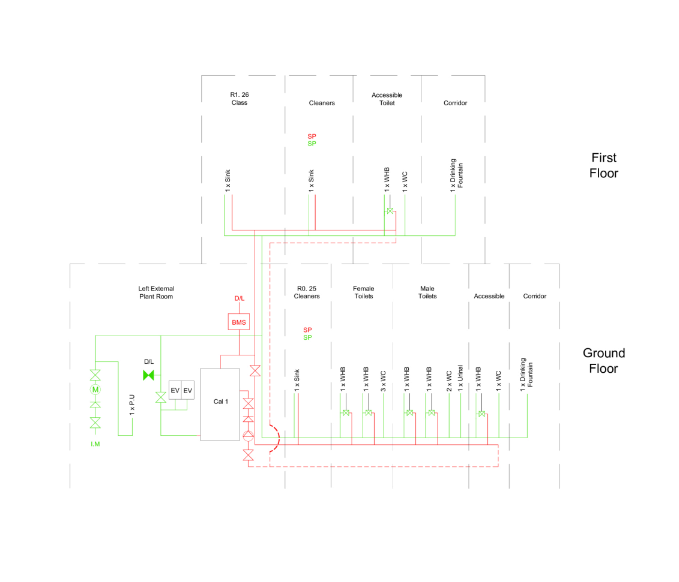 R1. 26
Class
Cleaners
Accessible
Toilet
Corridor
SP
SP
1 x Sink
1 x Sink
1 x WHB
1 x WC
1 x Drinking
Fountain
First
Floor
Left External
Plant Room
R0. 25
Cleaners
Female
Toilets
Male
Toilets
Accessible
Corridor
D/L
BMS
SP
SP
D/L
M
1 x P.U
EV
EV
Cal 1
I.M
1 x Sink
1 x WHB
1 x WHB
3 x WC
1 x WHB
1 x WHB
2 x WC
1 x Urinal
1 x WHB
1 x WC
1 x Drinking
Fountain
Ground
Floor